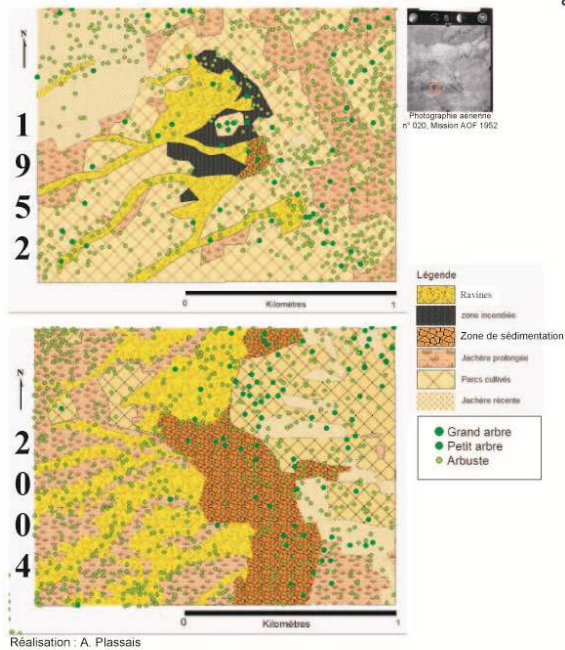 a
N
1
9
5
2
0 Kilomètres 1
Photographie aérienne
n° 020, Mission AOF 1952
Légende
Ravines
zone incendiée
Zone de sédimentation
Jachère prolongée
Parcs cultivés
Jachère récente
Grand arbre
Petit arbre
Arbuste
N
2
0
0
4
0 Kilomètres 1
Réalisation : A. Plassais